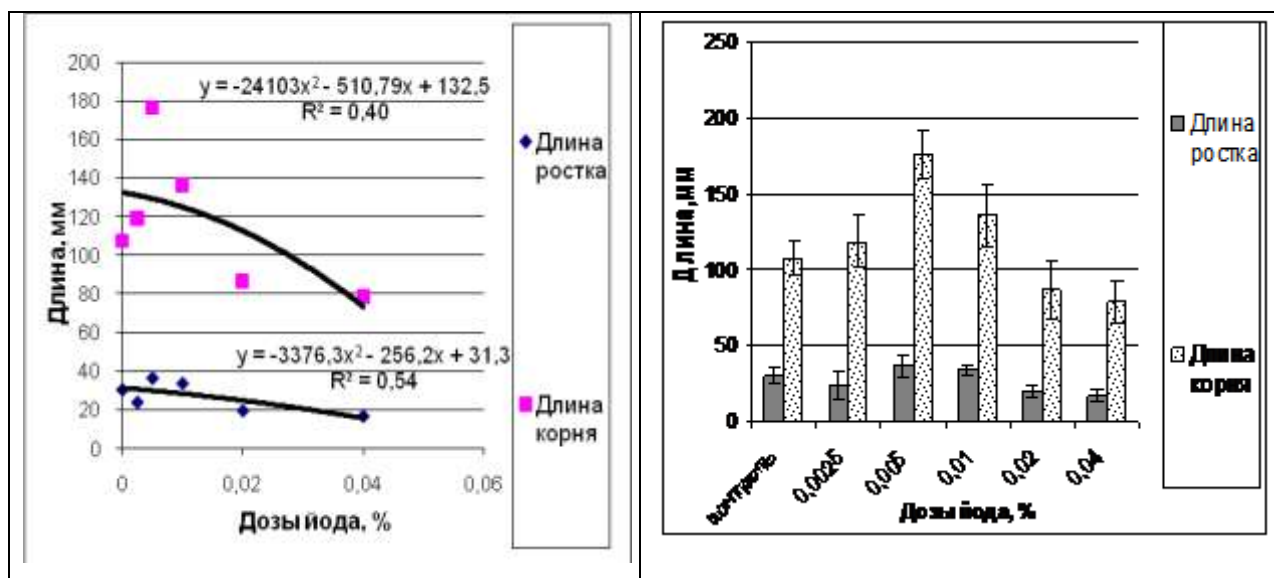 200
180
160
140
120
100
80
60
40
20
0
Длина, мм
y = -24103x² - 510,79x + 132,5
R² = 0,40
y = -3376,3x² - 256,2x + 31,3
R² = 0,54
0 0,02 0,04 0,06
Дозы йода, %
Длина
ростка
Длина
корня
250
200
150
100
50
0
Длина, мм
0,0025
0,005
0,01
0,02
0,04
Дозы йода, %
Длина
ростка
Длина
корня